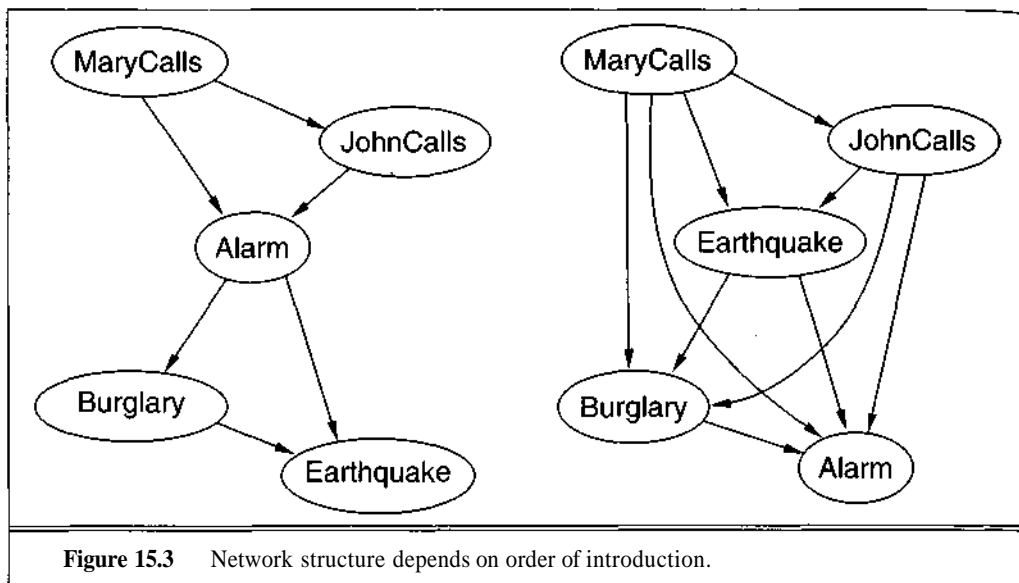 MaryCalls
JohnCalls
Alarm
Burglary
Earthquake
MaryCalls
JohnCalls
Earthquake
Burglary
Alarm
Figure 15.3 Network structure depends on order of introduction.